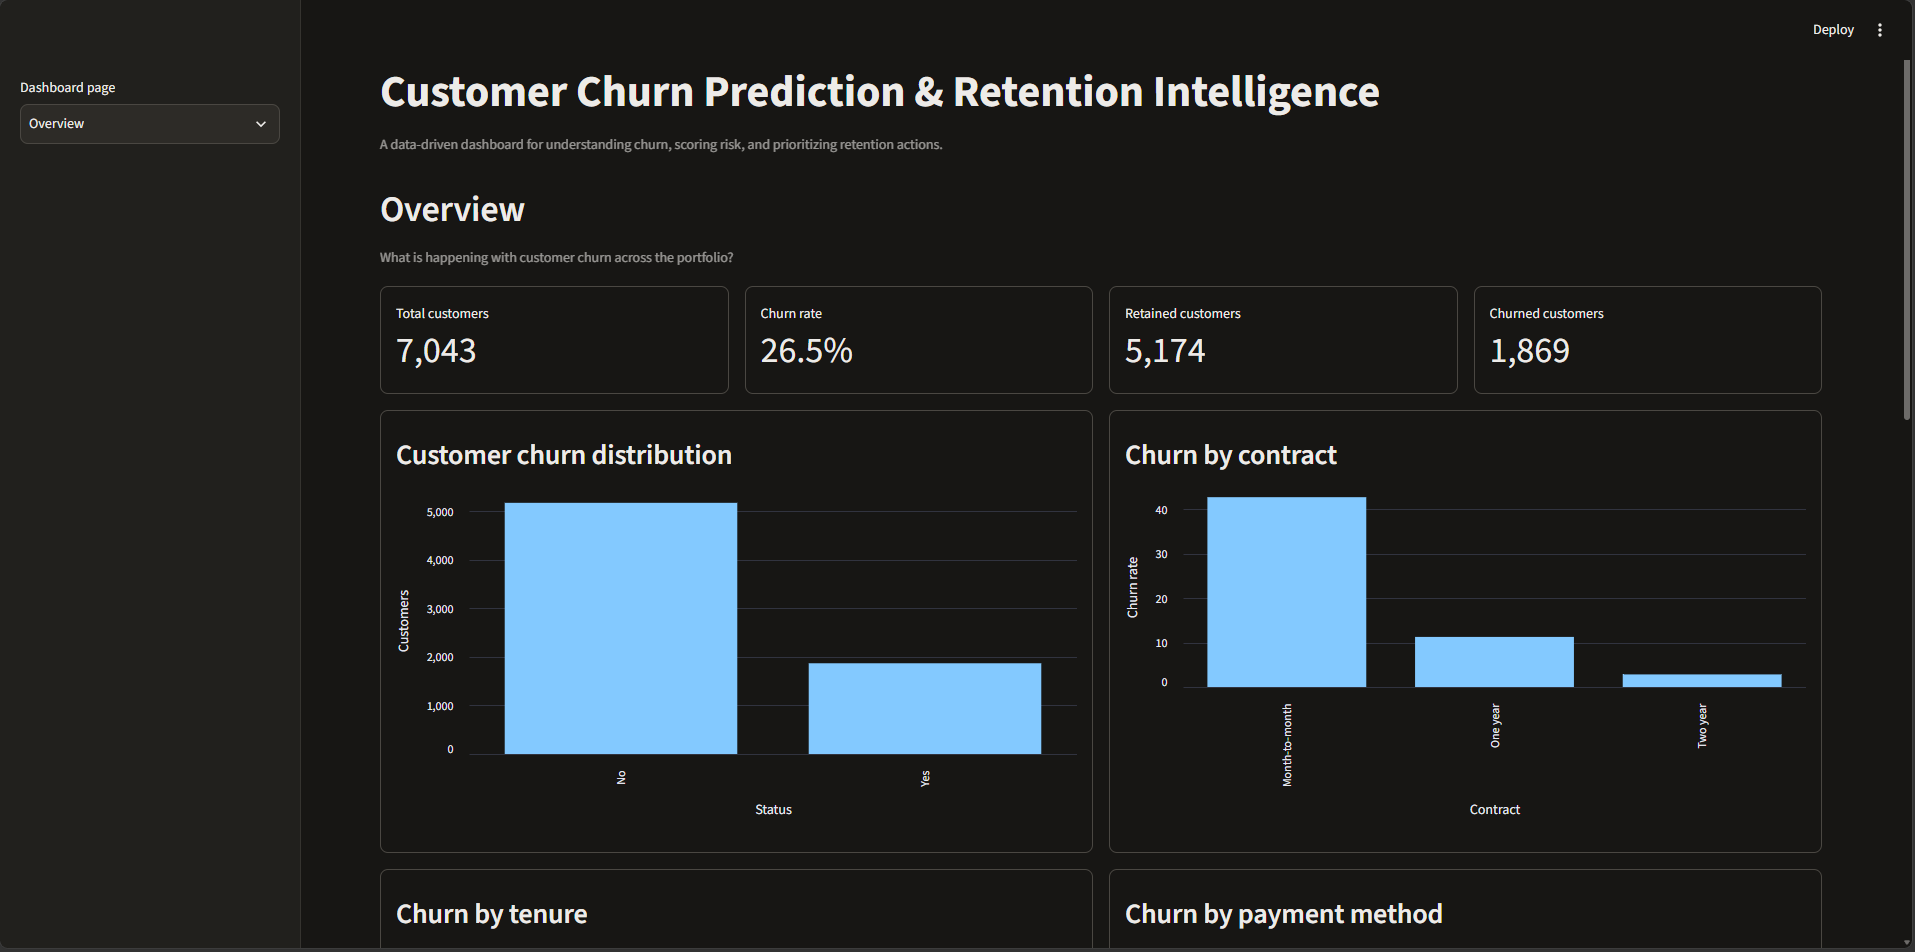 Deploy
Dashboard page
Overview
Customer Churn Prediction & Retention Intelligence
A data-driven dashboard for understanding churn, scoring risk, and prioritizing retention actions.
Overview
What is happening with customer churn across the portfolio?
Total customers
7,043
Churn rate
26.5%
Retained customers
5,174
Churned customers
1,869
Customer churn distribution
5,000
4,000
3,000
2,000
1,000
0
Customers
No
Yes
Status
Churn by contract
40
30
20
10
0
Churn rate
Month-to-month
One year
Two year
Contract
Churn by tenure
Churn by payment method